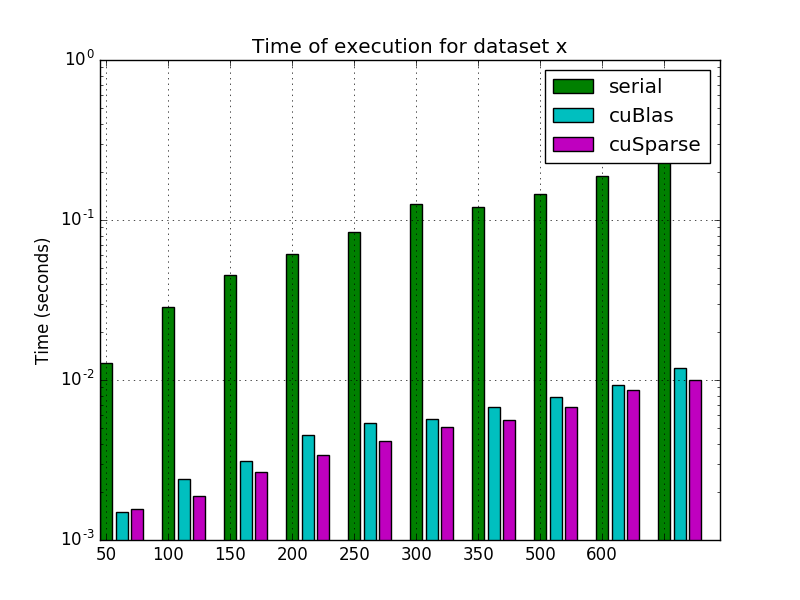 Time of execution for dataset x
10^0
10^-1
10^-2
10^-3
Time (seconds)
serial
cuBlas
cuSparse
50 100 150 200 250 300 350 500 600